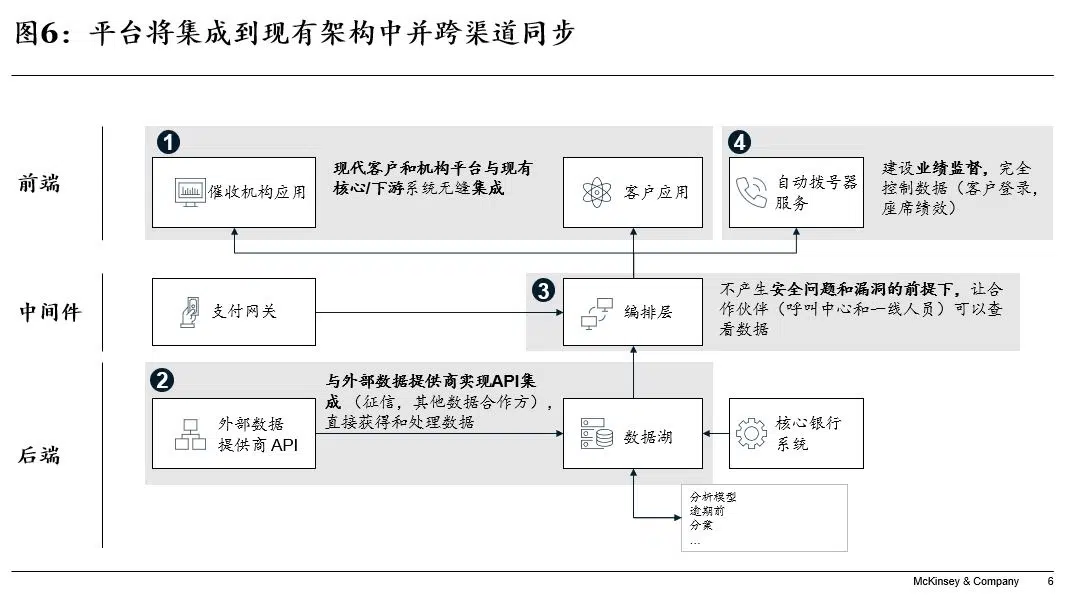 图6：平台将集成到现有架构中并跨渠道同步
前端
1
催收机构应用
现代客户和机构平台与现有
核心/下游系统无缝集成
客户应用
4
自动拨号器
服务
建设业绩监督，完全
控制数据（客户登录，
座席绩效）
中间件
支付网关
3
编排层
不产生安全问题和漏洞的前提下，让合
作伙伴（呼叫中心和一线人员）可以查
看数据
后端
2
外部数据
提供商 API
与外部数据提供商实现API集
成 （征信，其他数据合作方），
直接获得和处理数据
数据湖
核心银行
系统
分析模型
逾期前
分案
...
McKinsey & Company 6